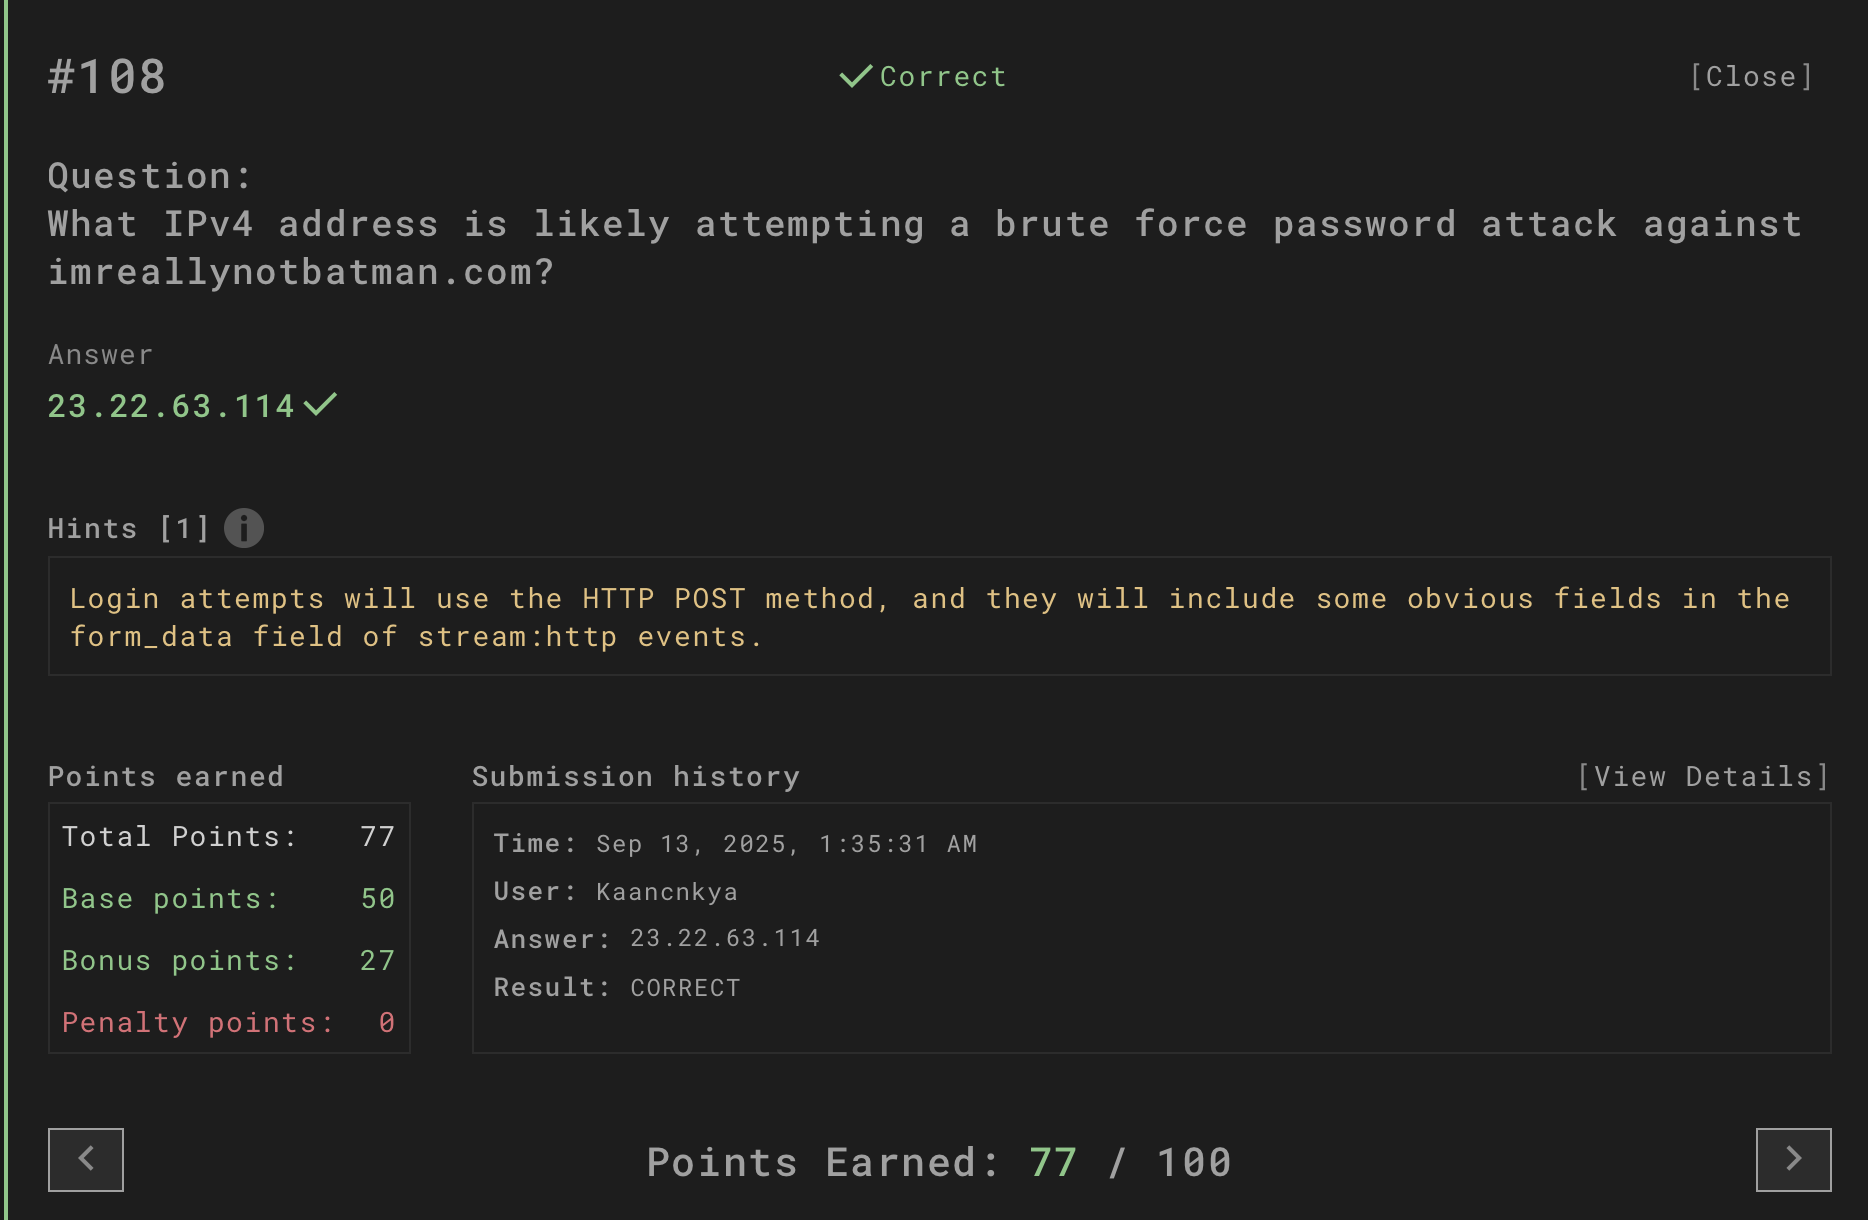 #108
Correct
[Close]
Question:
What IPv4 address is likely attempting a brute force password attack against
imreallynotbatman.com?
Answer
23.22.63.114
Hints [1]
Login attempts will use the HTTP POST method, and they will include some obvious fields in the
form_data field of stream:http events.
Points earned
Total Points: 77
Base points: 50
Bonus points: 27
Penalty points: 0
Submission history
[View Details]
Time: Sep 13, 2025, 1:35:31 AM
User: Kaancnkya
Answer: 23.22.63.114
Result: CORRECT
Points Earned: 77 / 100